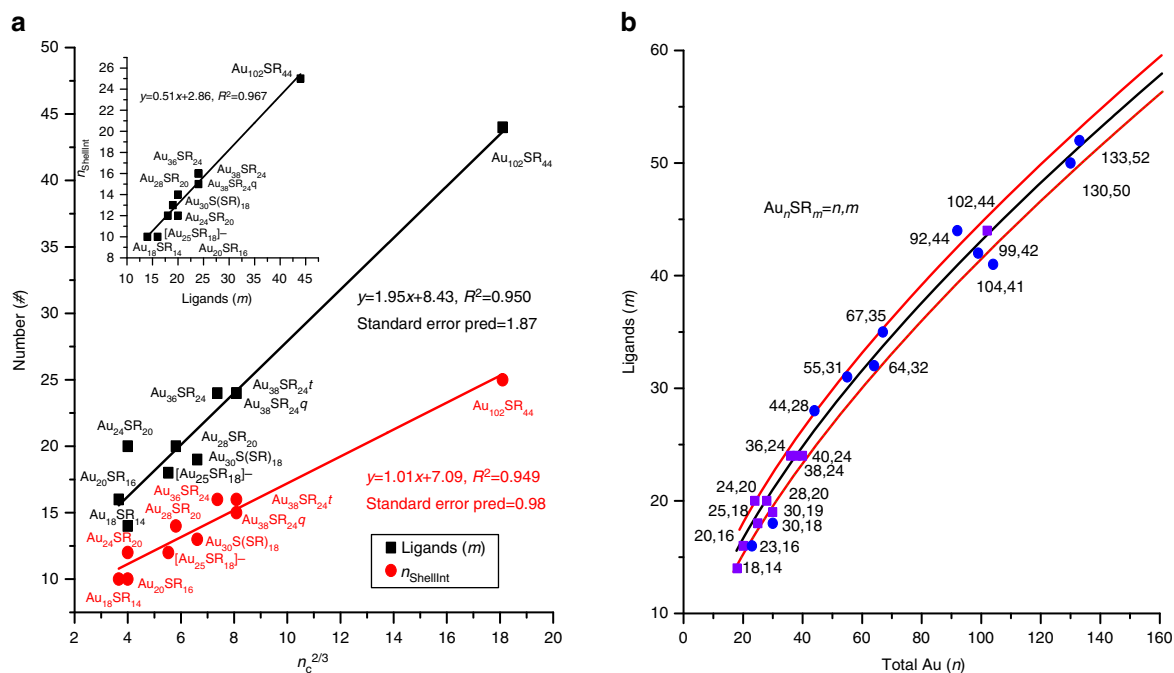 a
Number (#)
50
45
40
35
30
25
20
15
10
2
4
6
8
10
12
14
16
18
20
n_c^{2/3}
n_ShellInt
26
24
22
20
18
16
14
12
10
8
10
15
20
25
30
35
40
45
Ligands (m)
Au₁₀₂SR₄₄
y=0.51x+2.86, R²=0.967
Au₃₆SR₂₄
Au₃₈SR₂₄
Au₂₈SR₂₀
Au₃₈SR₂₄q
Au₃₀S(SR)₁₈
Au₂₄SR₂₀
[Au₂₅SR₁₈]–
Au₁₈SR₁₄
Au₂₀SR₁₆
Au₁₀₂SR₄₄
y=1.95x+8.43, R²=0.950
Standard error pred=1.87
Au₃₆SR₂₄
Au₃₈SR₂₄t
Au₃₈SR₂₄q
Au₂₄SR₂₀
Au₂₈SR₂₀
Au₃₀S(SR)₁₈
Au₂₀SR₁₆
[Au₂₅SR₁₈]–
Au₁₈SR₁₄
Au₁₀₂SR₄₄
y=1.01x+7.09, R²=0.949
Standard error pred=0.98
Au₃₆SR₂₄
Au₃₈SR₂₄t
Au₂₈SR₂₀
Au₃₈SR₂₄q
Au₂₄SR₂₀
Au₃₀S(SR)₁₈
[Au₂₅SR₁₈]–
Au₂₀SR₁₆
Au₁₈SR₁₄
Ligands (m)
n_ShellInt
b
Ligands (m)
60
50
40
30
20
10
0
20
40
60
80
100
120
140
160
Total Au (n)
AuₙSRₘ=n,m
133,52
130,50
102,44
92,44
99,42
104,41
67,35
64,32
55,31
44,28
36,24
40,24
38,24
24,20
28,20
25,18
30,19
30,18
20,16
23,16
18,14